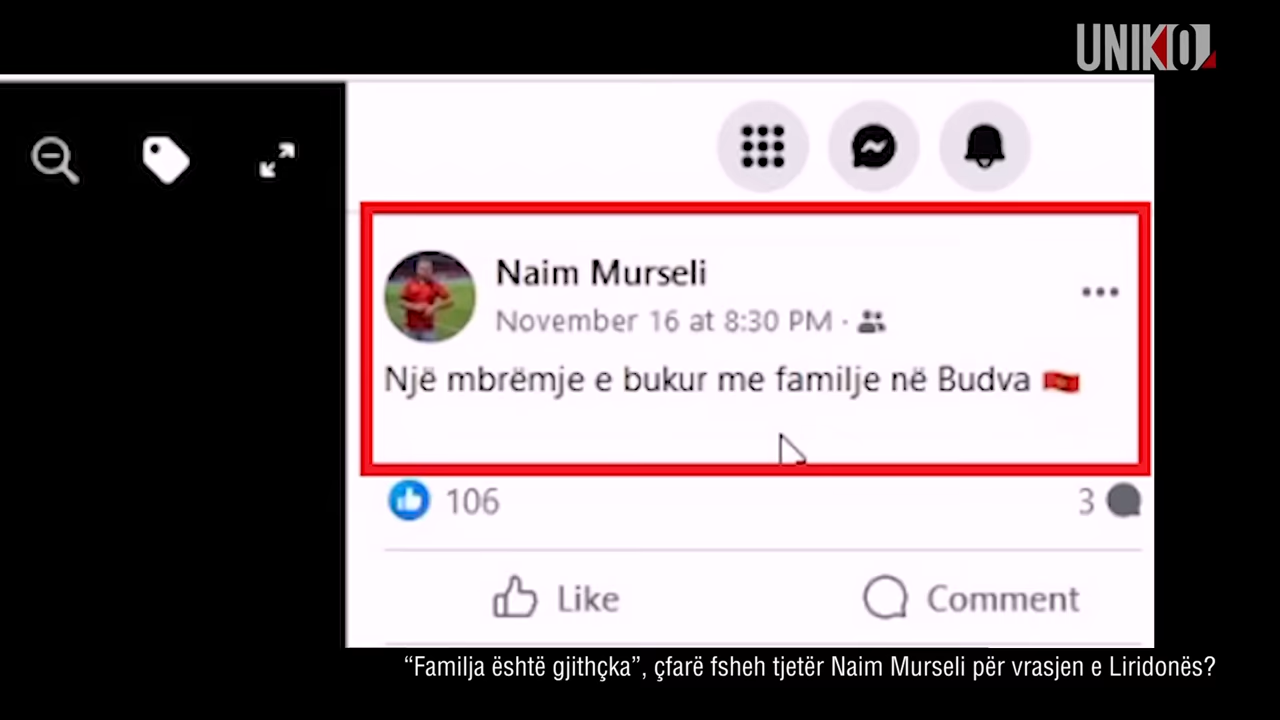 UNIKO
Naim Murseli
November 16 at 8:30 PM ·
Një mbrëmje e bukur me familje në Budva
106
3
Like
Comment
“Familja është gjithçka”, çfarë fsheh tjetër Naim Murseli për vrasjen e Liridonës?